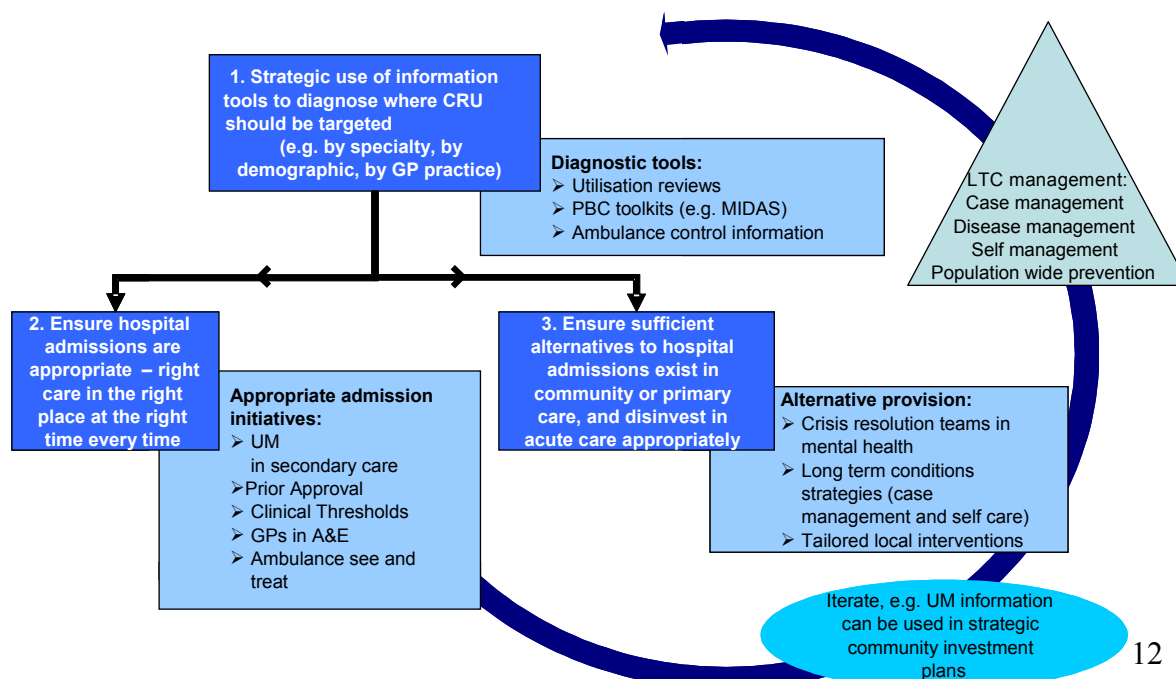 1. Strategic use of information
tools to diagnose where CRU
should be targeted
(e.g. by specialty, by
demographic, by GP practice)
Diagnostic tools:
➢ Utilisation reviews
➢ PBC toolkits (e.g. MIDAS)
➢ Ambulance control information
LTC management:
Case management
Disease management
Self management
Population wide prevention
2. Ensure hospital
admissions are
appropriate – right
care in the right
place at the right
time every time
Appropriate admission
initiatives:
➢ UM
in secondary care
➢Prior Approval
➢ Clinical Thresholds
➢ GPs in A&E
➢ Ambulance see and
treat
3. Ensure sufficient
alternatives to hospital
admissions exist in
community or primary
care, and disinvest in
acute care appropriately
Alternative provision:
➢ Crisis resolution teams in
mental health
➢ Long term conditions
strategies (case
management and self care)
➢ Tailored local interventions
Iterate, e.g. UM information
can be used in strategic
community investment
plans
12